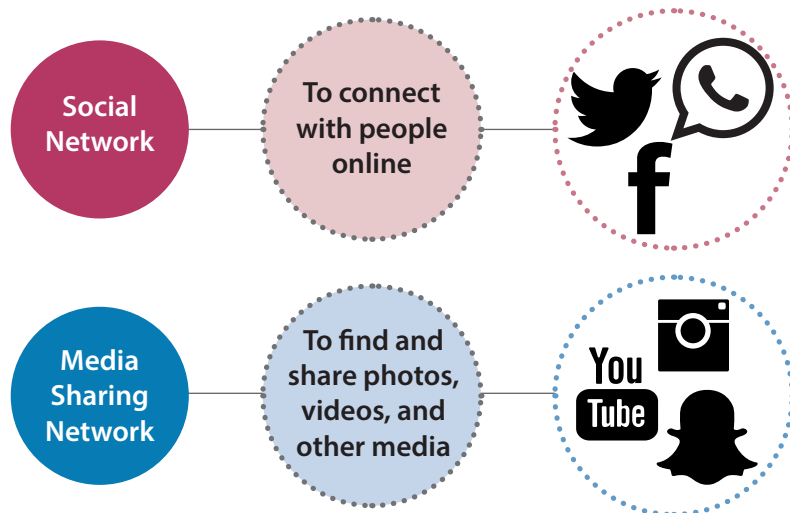 Social
Network
To connect
with people
online
f
Media
Sharing
Network
To find and
share photos,
videos, and
other media
You
Tube